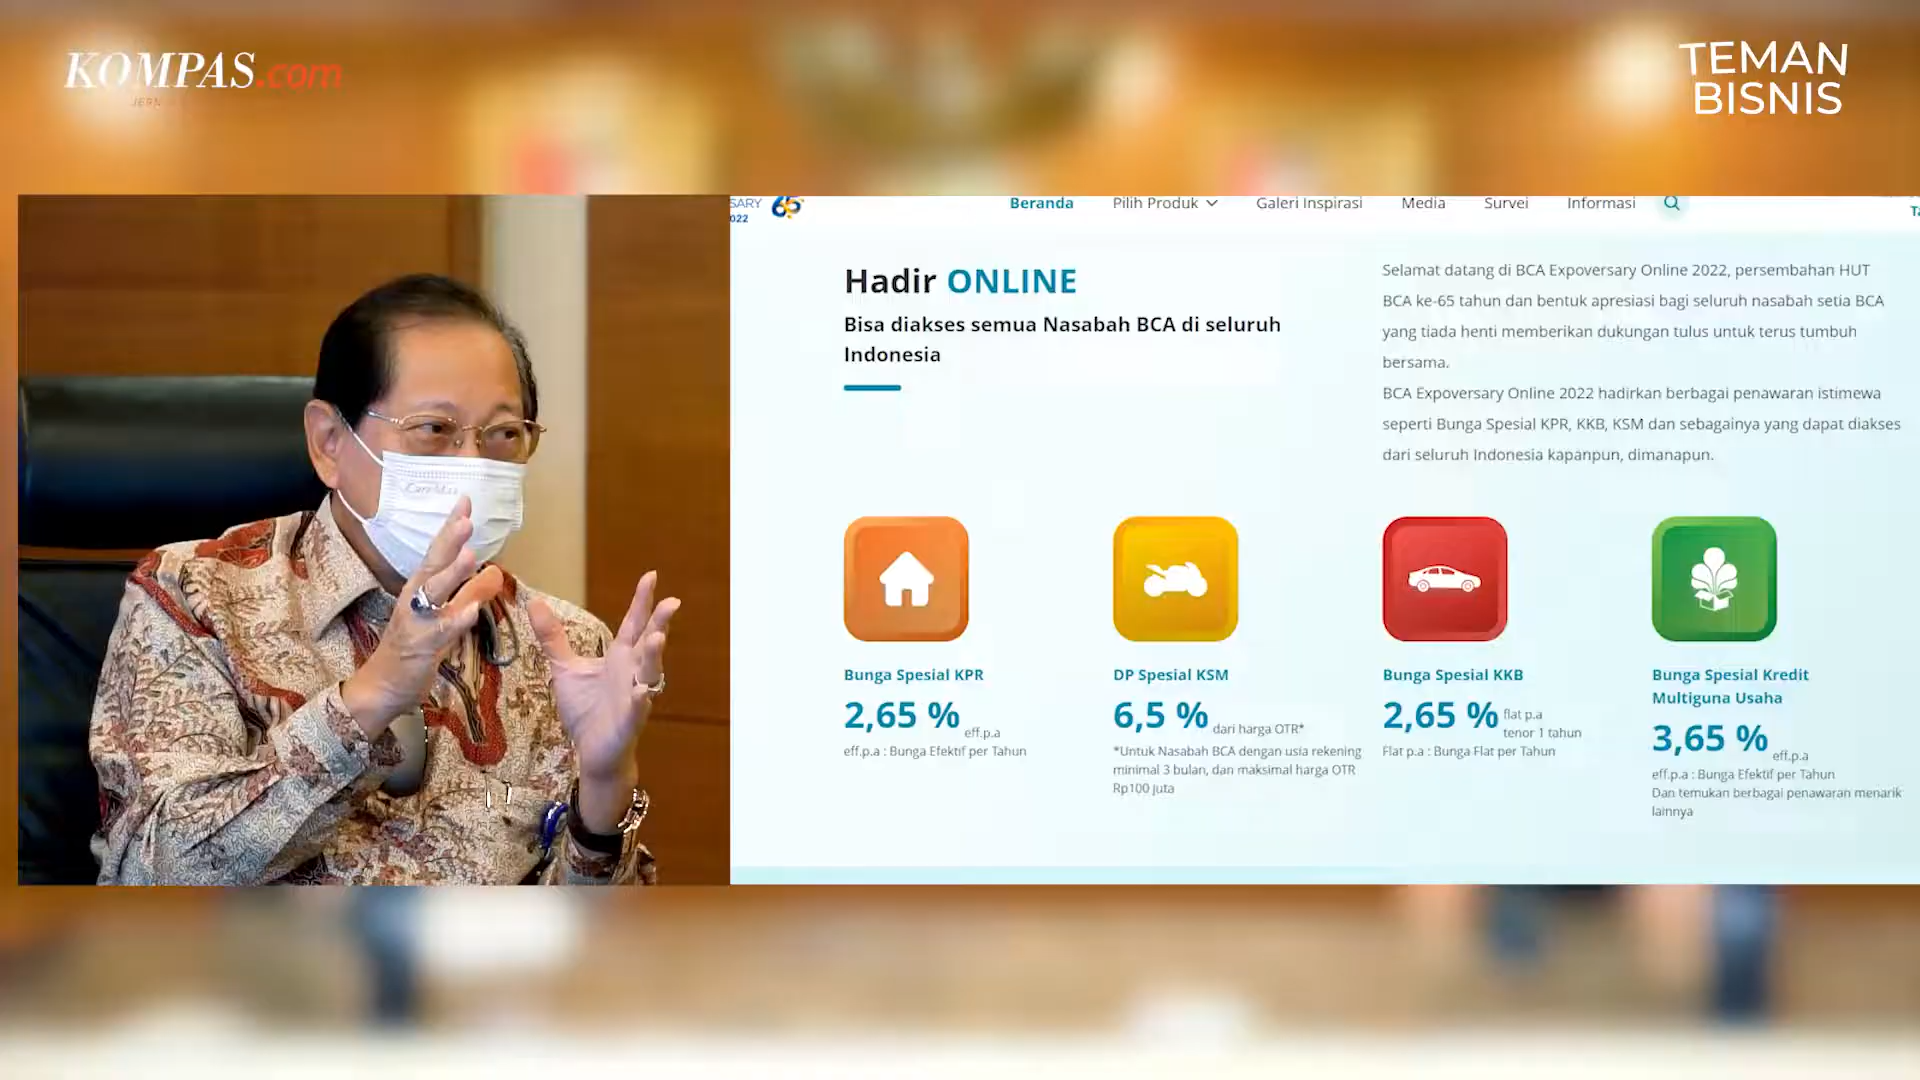 KOMPAS.com
TEMAN
BISNIS
022
Beranda
Pilih Produk
Galeri Inspirasi
Media
Survei
Informasi
Hadir ONLINE
Bisa diakses semua Nasabah BCA di seluruh
Indonesia
Selamat datang di BCA Expoversary Online 2022, persembahan HUT
BCA ke-65 tahun dan bentuk apresiasi bagi seluruh nasabah setia BCA
yang tiada henti memberikan dukungan tulus untuk terus tumbuh
bersama.
BCA Expoversary Online 2022 hadirkan berbagai penawaran istimewa
seperti Bunga Spesial KPR, KKB, KSM dan sebagainya yang dapat diakses
dari seluruh Indonesia kapanpun, dimanapun.
Bunga Spesial KPR
2,65 % eff.p.a
eff.p.a : Bunga Efektif per Tahun
DP Spesial KSM
6,5 % dari harga OTR*
*Untuk Nasabah BCA dengan usia rekening
minimal 3 bulan, dan maksimal harga OTR
Rp100 juta
Bunga Spesial KKB
2,65 % flat p.a
tenor 1 tahun
Flat p.a : Bunga Flat per Tahun
Bunga Spesial Kredit
Multiguna Usaha
3,65 % eff.p.a
eff.p.a : Bunga Efektif per Tahun
Dan temukan berbagai penawaran menarik
lainnya